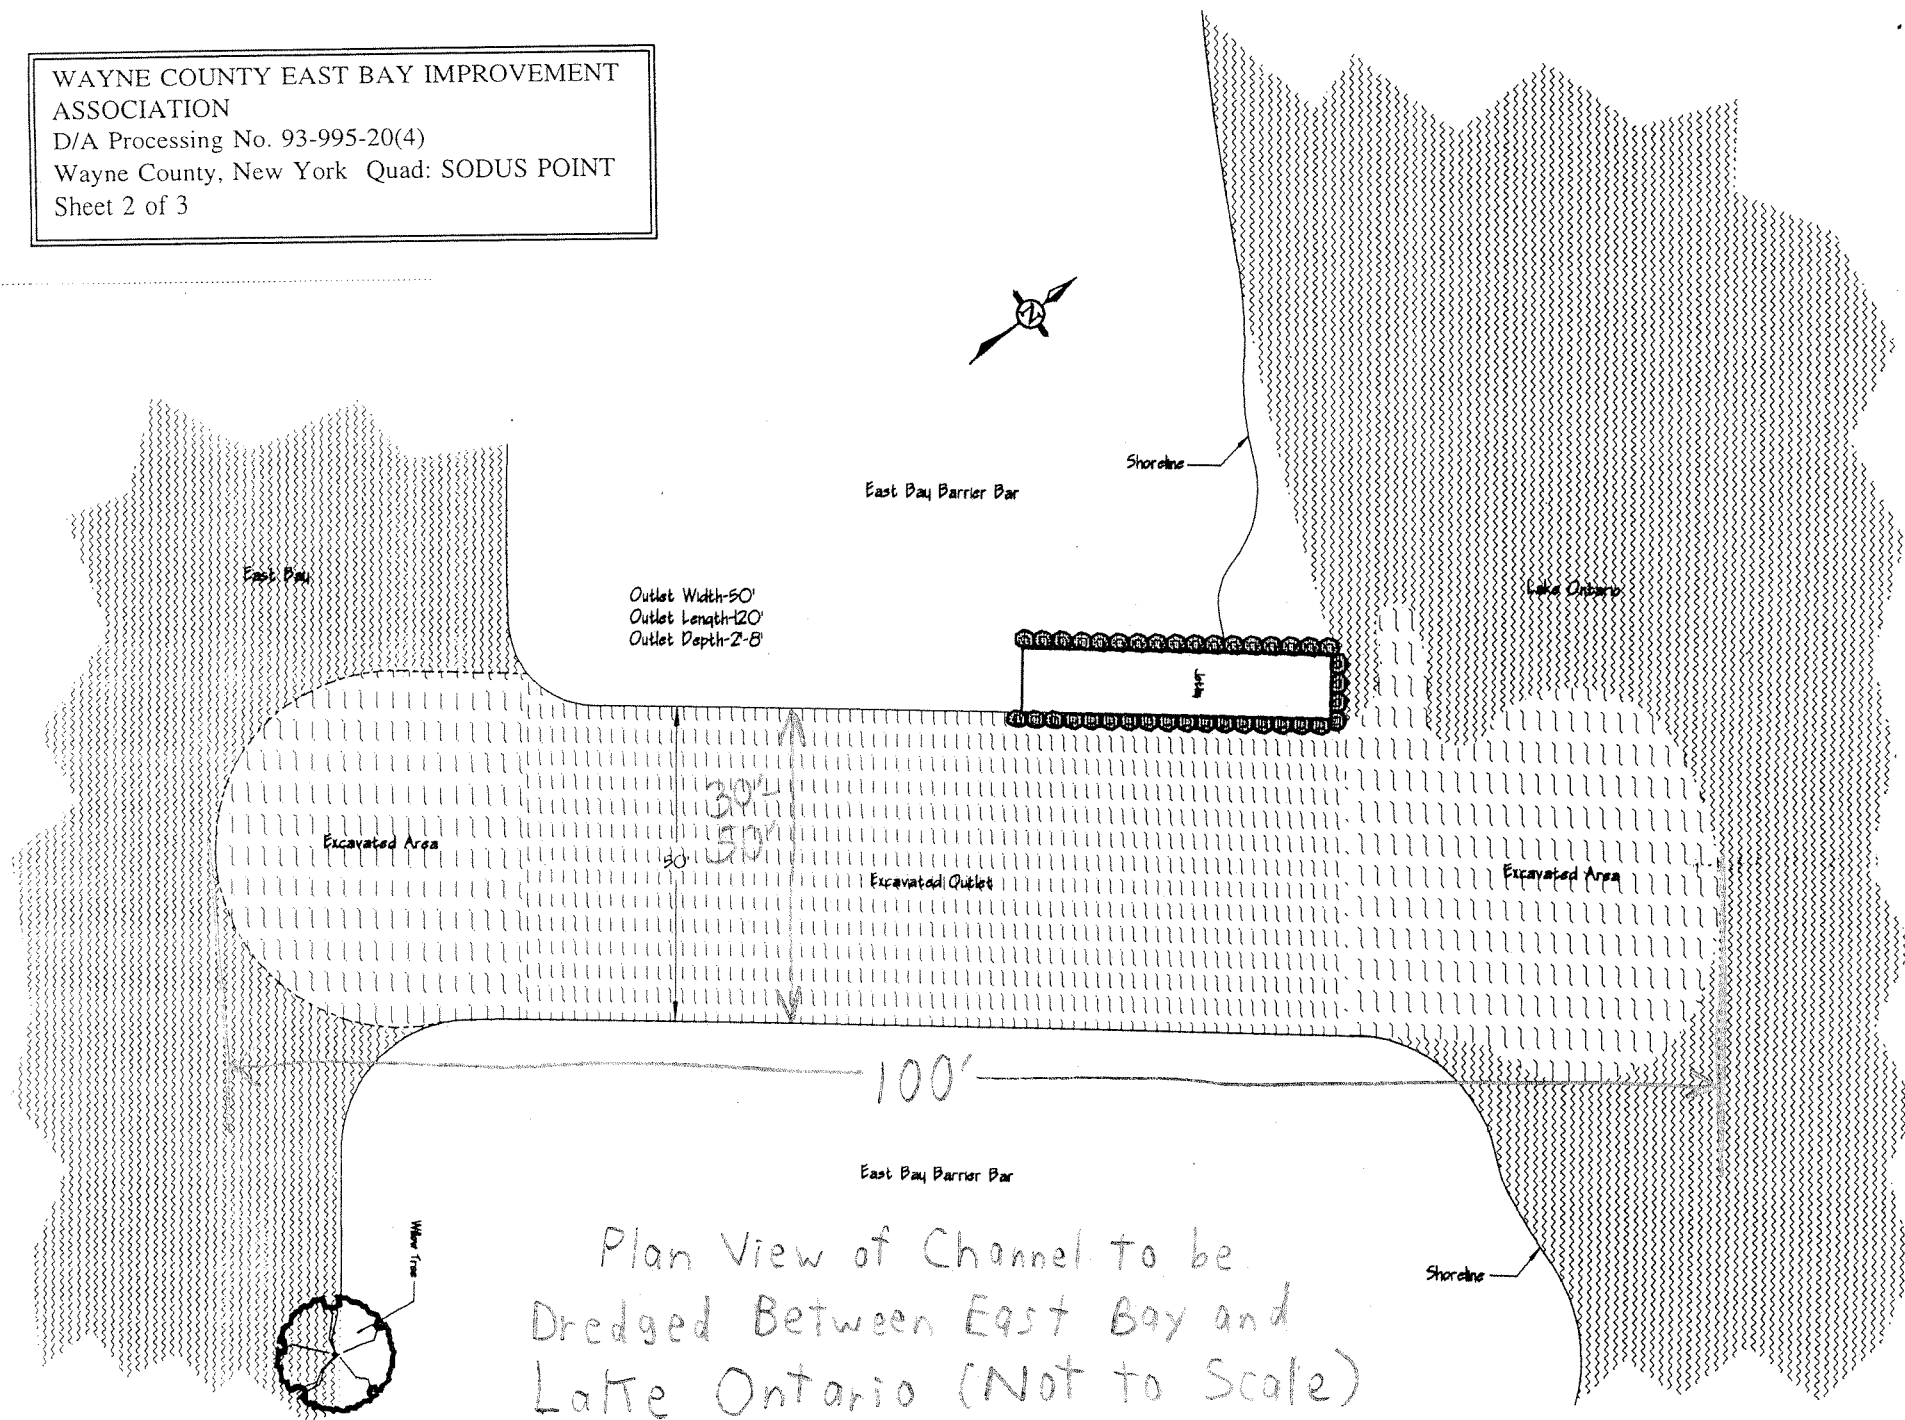 WAYNE COUNTY EAST BAY IMPROVEMENT
ASSOCIATION
D/A Processing No. 93-995-20(4)
Wayne County, New York Quad: SODUS POINT
Sheet 2 of 3
N
Shoreline
East Bay Barrier Bar
East Bay
Outlet Width-50'
Outlet Length-120'
Outlet Depth-2'-8'
Lake Ontario
Jetty
30'-
50'
Excavated Area
50'
Excavated Outlet
Excavated Area
100'
East Bay Barrier Bar
Willow Tree
Shoreline
Plan View of Channel to be
Dredged Between East Bay and
Lake Ontario (Not to Scale)